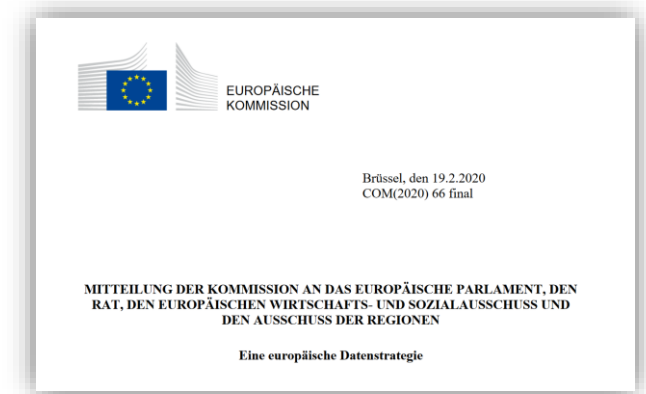 EUROPÄISCHE
KOMMISSION
Brüssel, den 19.2.2020
COM(2020) 66 final
MITTEILUNG DER KOMMISSION AN DAS EUROPÄISCHE PARLAMENT, DEN
RAT, DEN EUROPÄISCHEN WIRTSCHAFTS- UND SOZIALAUSSCHUSS UND
DEN AUSSCHUSS DER REGIONEN
Eine europäische Datenstrategie